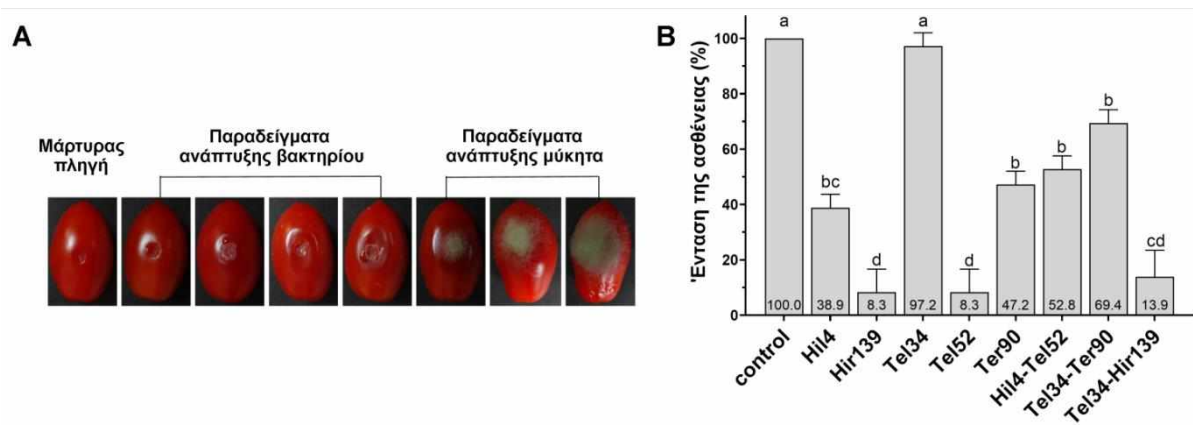 A
Μάρτυρας
πληγή
Παραδείγματα
ανάπτυξης βακτηρίου
Παραδείγματα
ανάπτυξης μύκητα
B
'Ένταση της ασθένειας (%)
100
80
60
40
20
0
a
bc
d
a
d
b
b
b
cd
100.0
38.9
8.3
97.2
8.3
47.2
52.8
69.4
13.9
control
Hil4
Hir139
Tel34
Tel52
Ter90
Hil4-Tel52
Tel34-Ter90
Tel34-Hir139